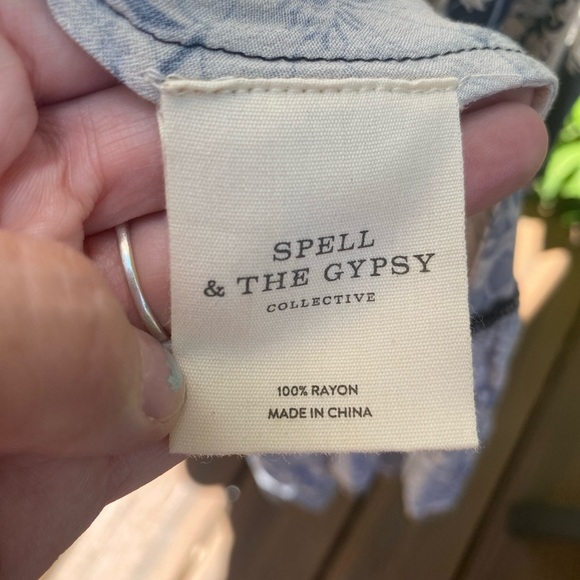 SPELL
& THE GYPSY
COLLECTIVE
100% RAYON
MADE IN CHINA